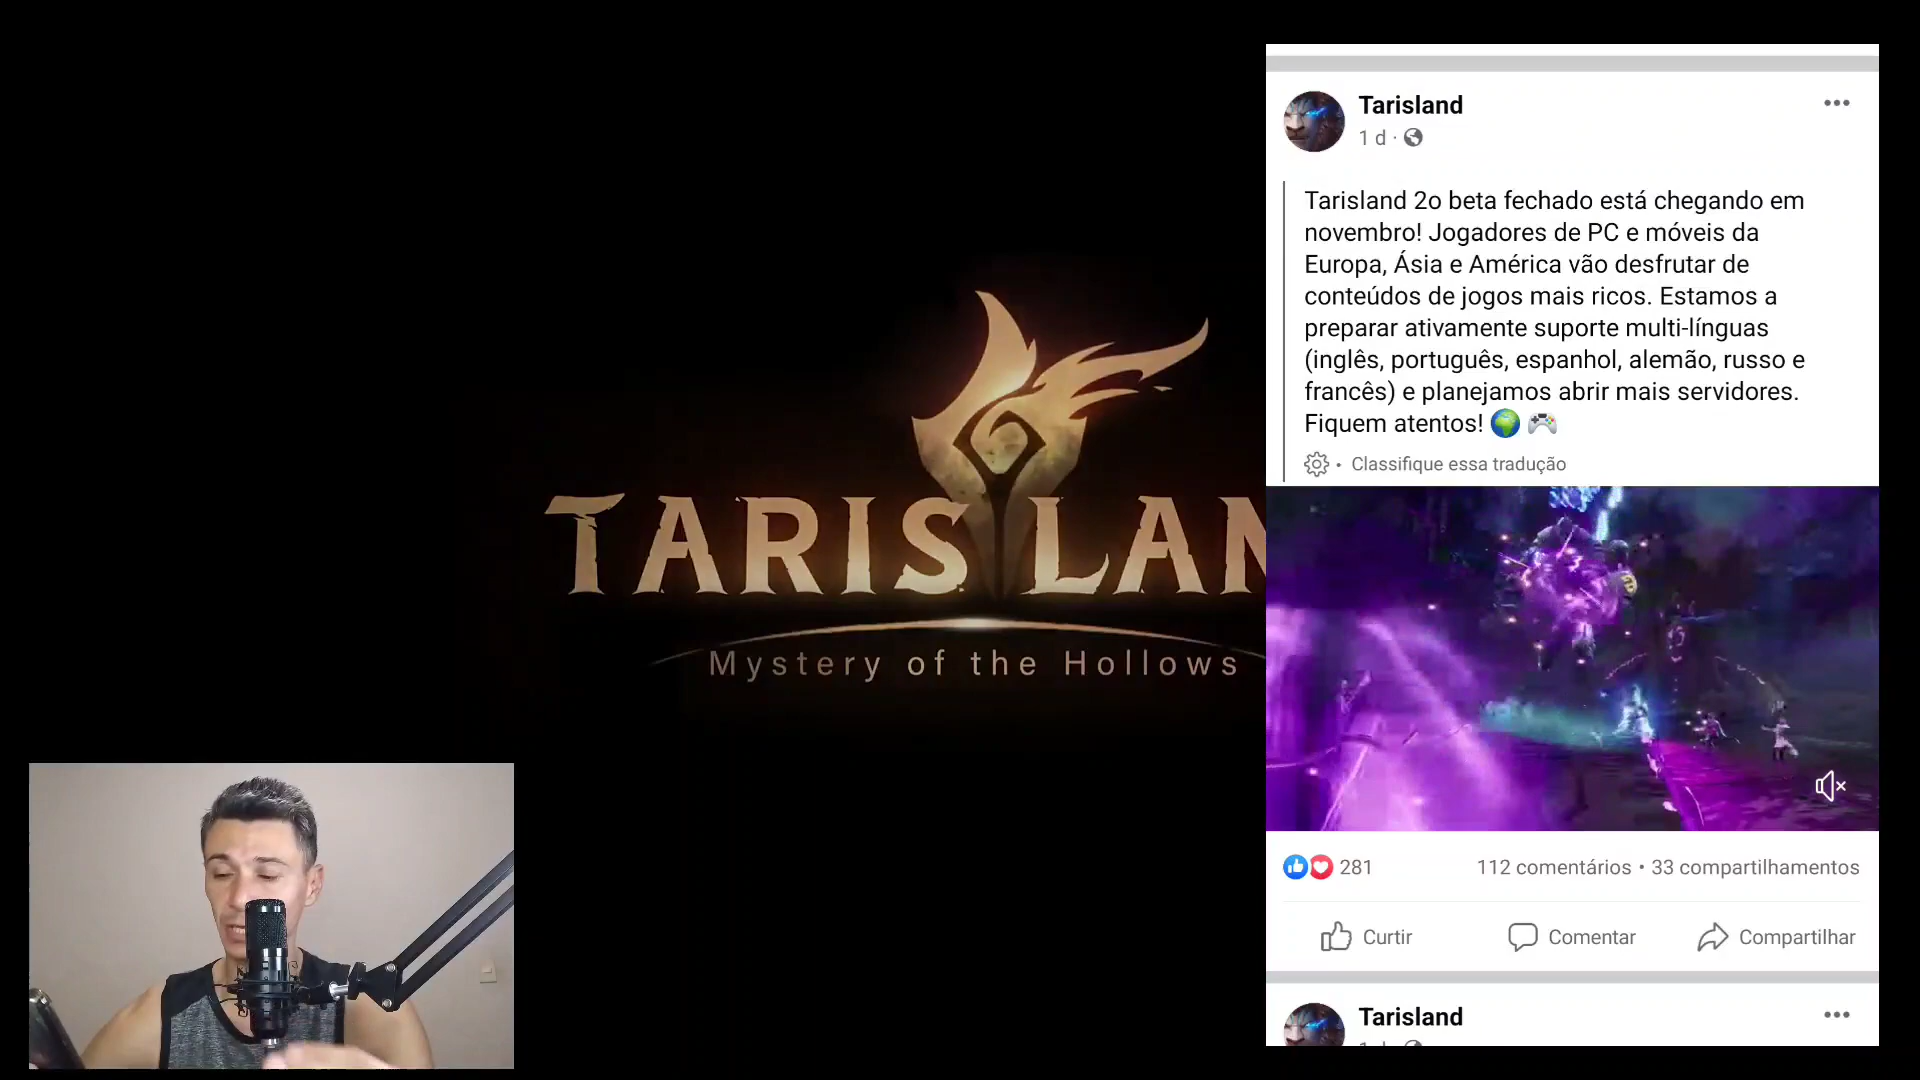 TARISLAN
Mystery of the Hollows
Tarisland
1 d ·
Tarisland 2o beta fechado está chegando em
novembro! Jogadores de PC e móveis da
Europa, Ásia e América vão desfrutar de
conteúdos de jogos mais ricos. Estamos a
preparar ativamente suporte multi-línguas
(inglês, português, espanhol, alemão, russo e
francês) e planejamos abrir mais servidores.
Fiquem atentos! 🌍 🎮
• Classifique essa tradução
281 112 comentários • 33 compartilhamentos
Curtir Comentar Compartilhar
Tarisland